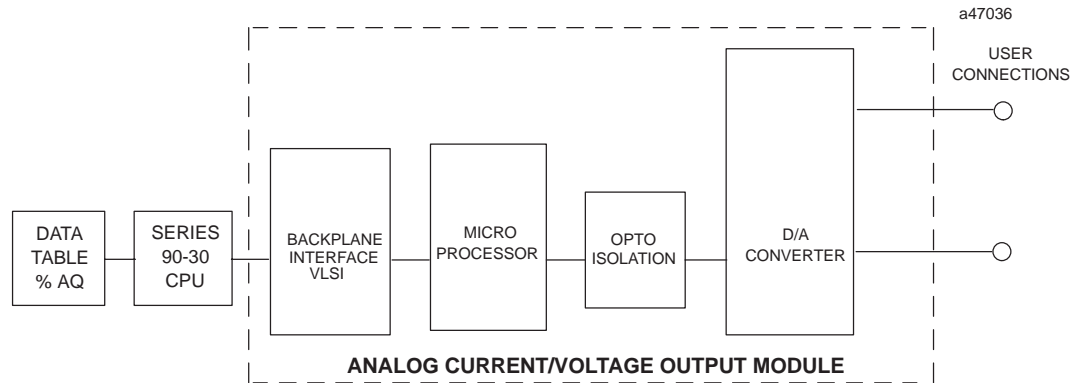 a47036
USER
CONNECTIONS
DATA
TABLE
% AQ
SERIES
90-30
CPU
BACKPLANE
INTERFACE
VLSI
MICRO
PROCESSOR
OPTO
ISOLATION
D/A
CONVERTER
ANALOG CURRENT/VOLTAGE OUTPUT MODULE